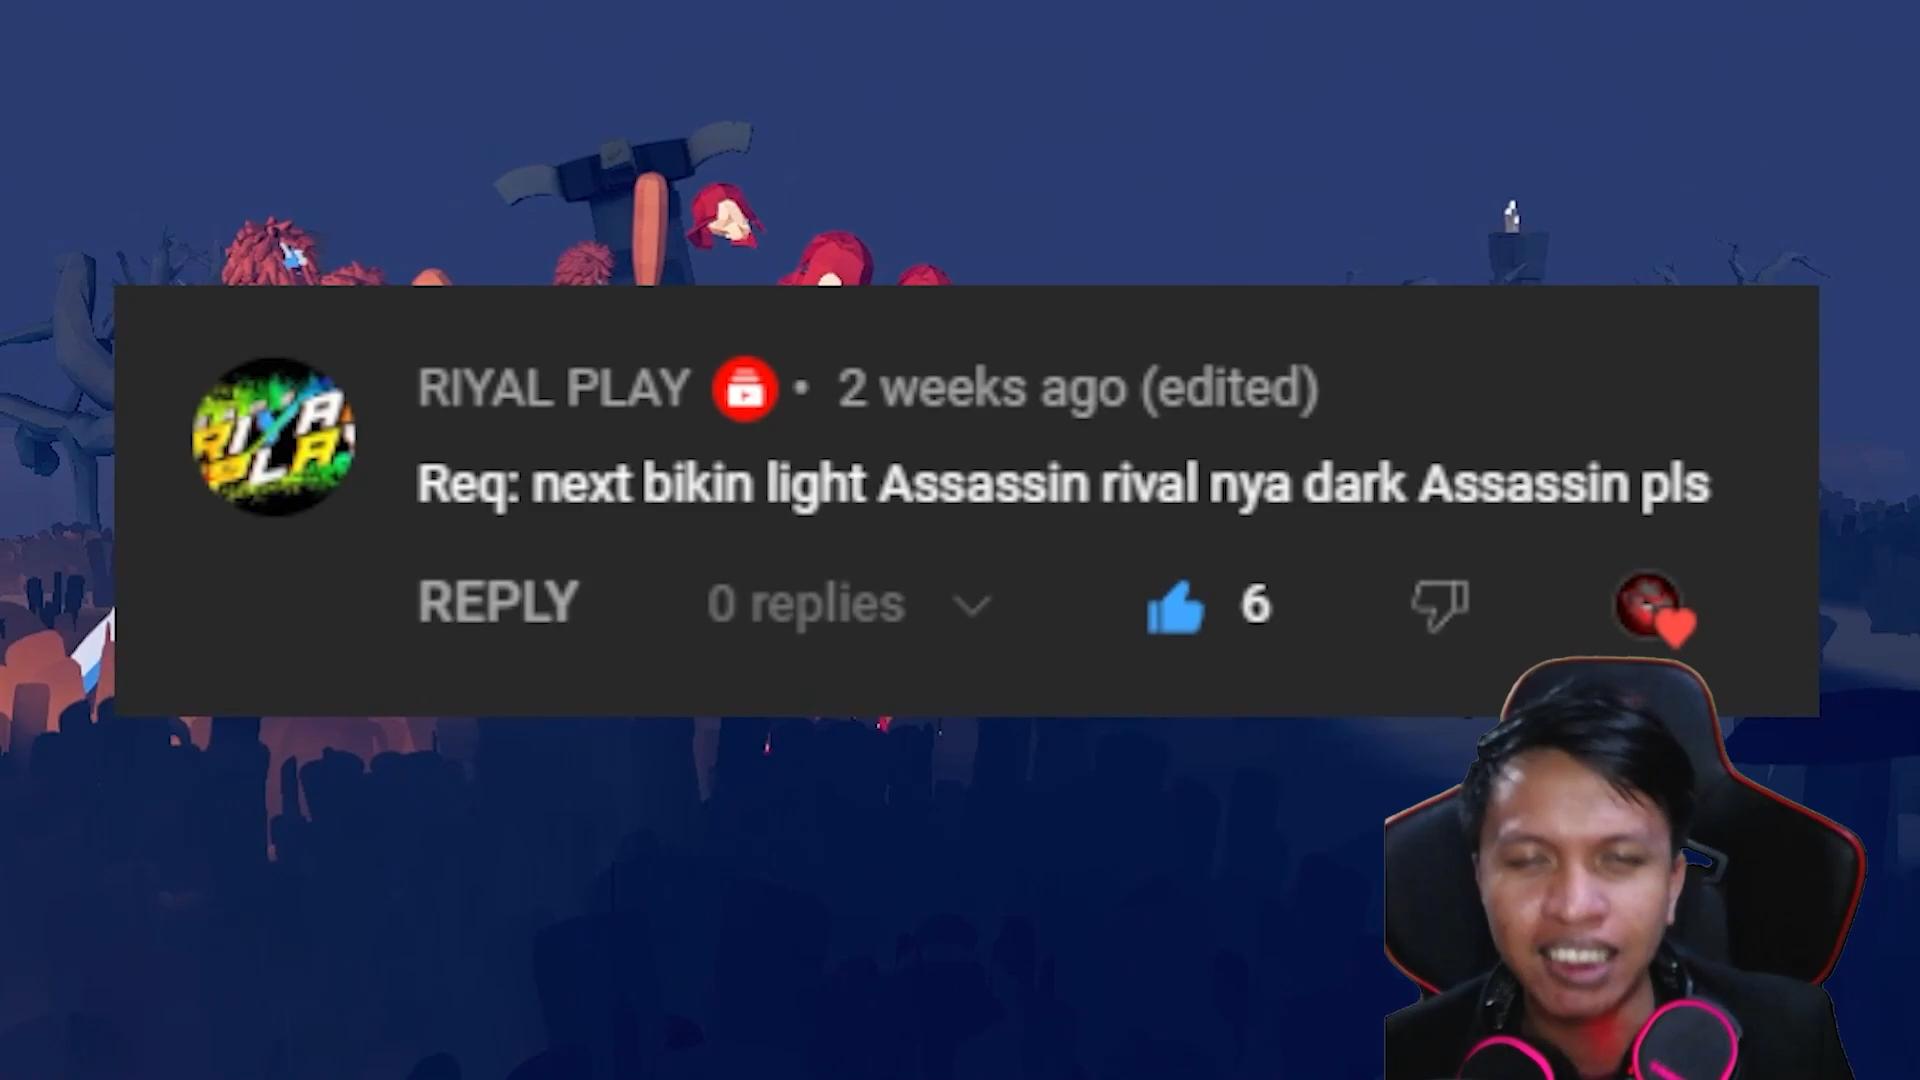 RIYAL PLAY • 2 weeks ago (edited)
Req: next bikin light Assassin rival nya dark Assassin pls
REPLY 0 replies 6